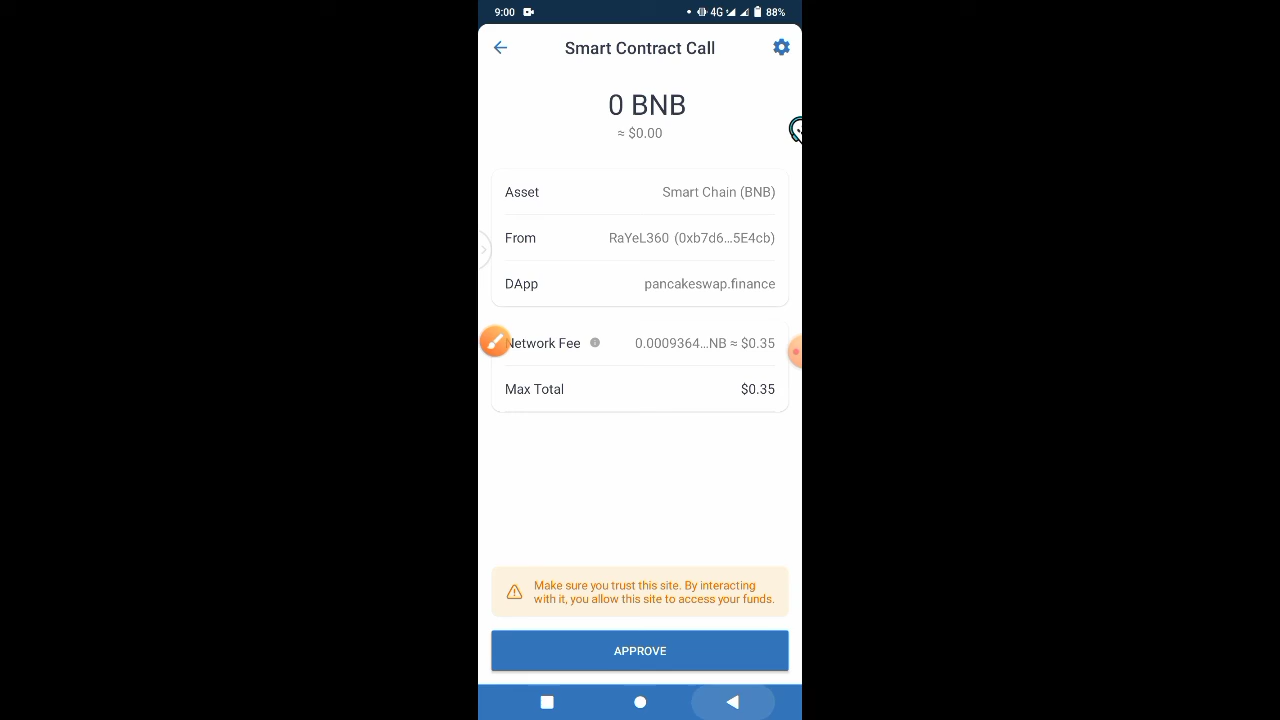 9:00 4G 88%
Smart Contract Call
0 BNB
≈ $0.00
Asset Smart Chain (BNB)
From RaYeL360 (0xb7d6...5E4cb)
DApp pancakeswap.finance
Network Fee 0.0009364...NB ≈ $0.35
Max Total $0.35
Make sure you trust this site. By interacting
with it, you allow this site to access your funds.
APPROVE